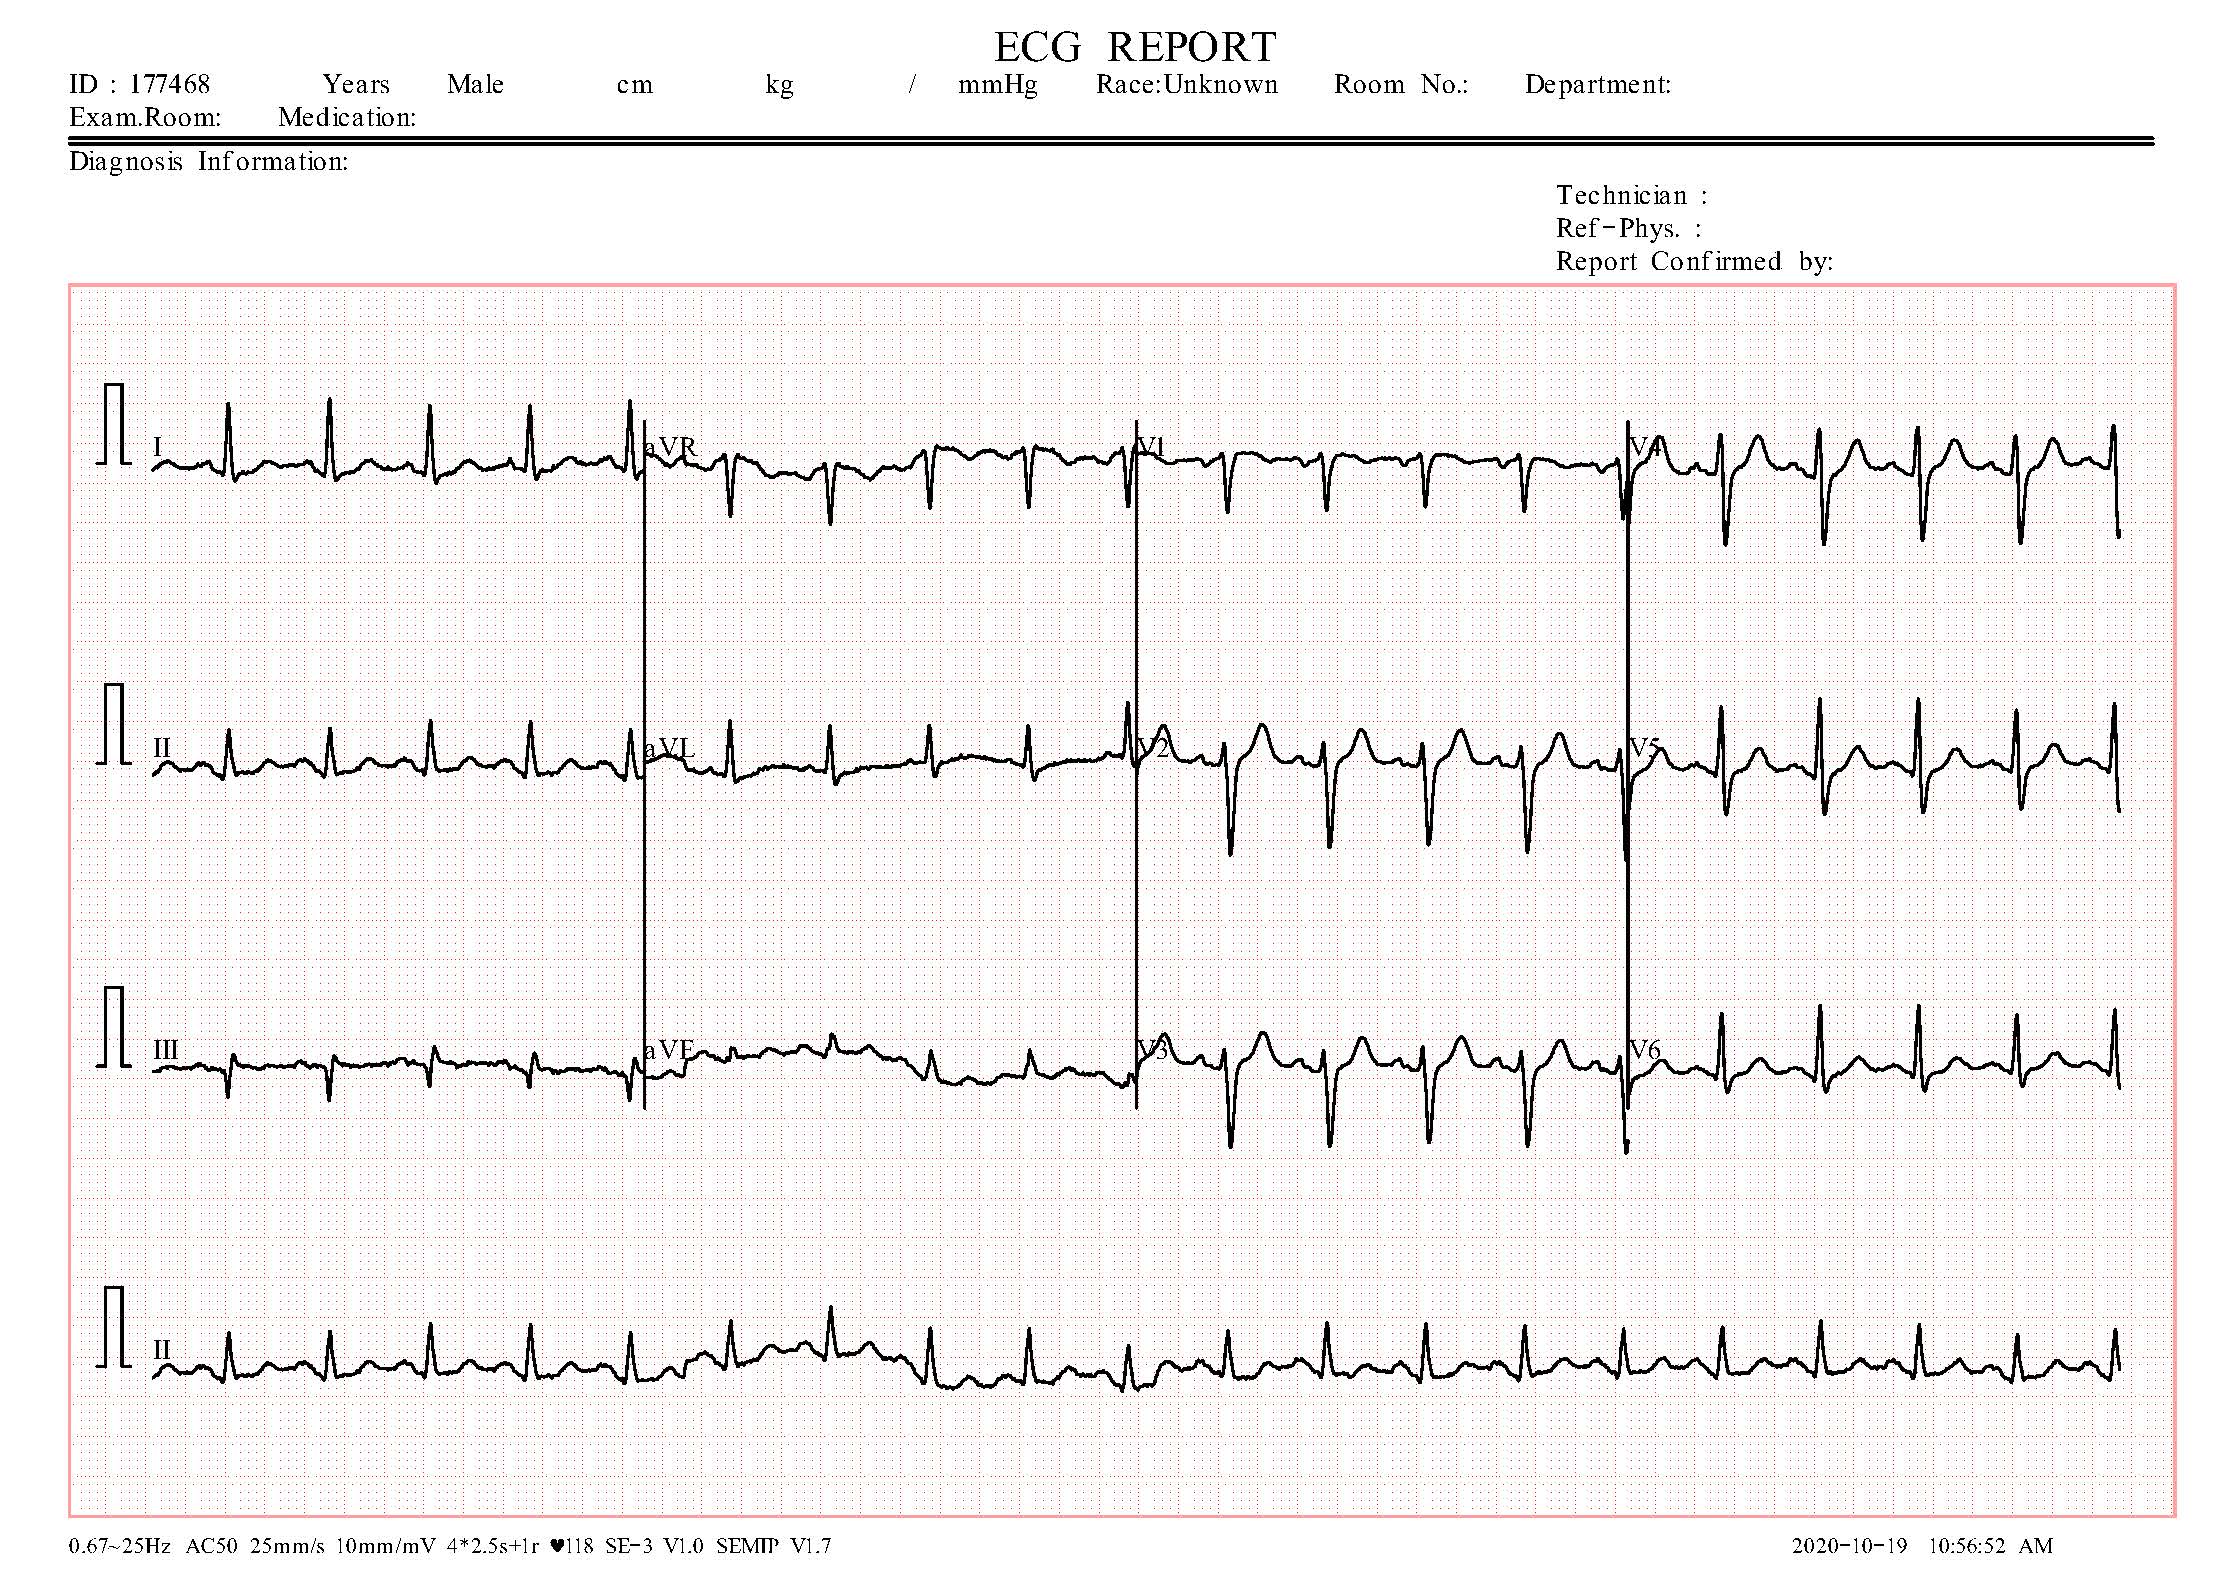 ECG REPORT
ID : 177468 Years Male cm kg / mmHg Race:Unknown Room No.: Department:
Exam.Room: Medication:
Diagnosis Information:
Technician :
Ref-Phys. :
Report Confirmed by:
I aVR V1 V4
II aVL V2 V5
III aVF V3 V6
II
0.67~25Hz AC50 25mm/s 10mm/mV 4*2.5s+1r ♥118 SE-3 V1.0 SEMIP V1.7 2020-10-19 10:56:52 AM